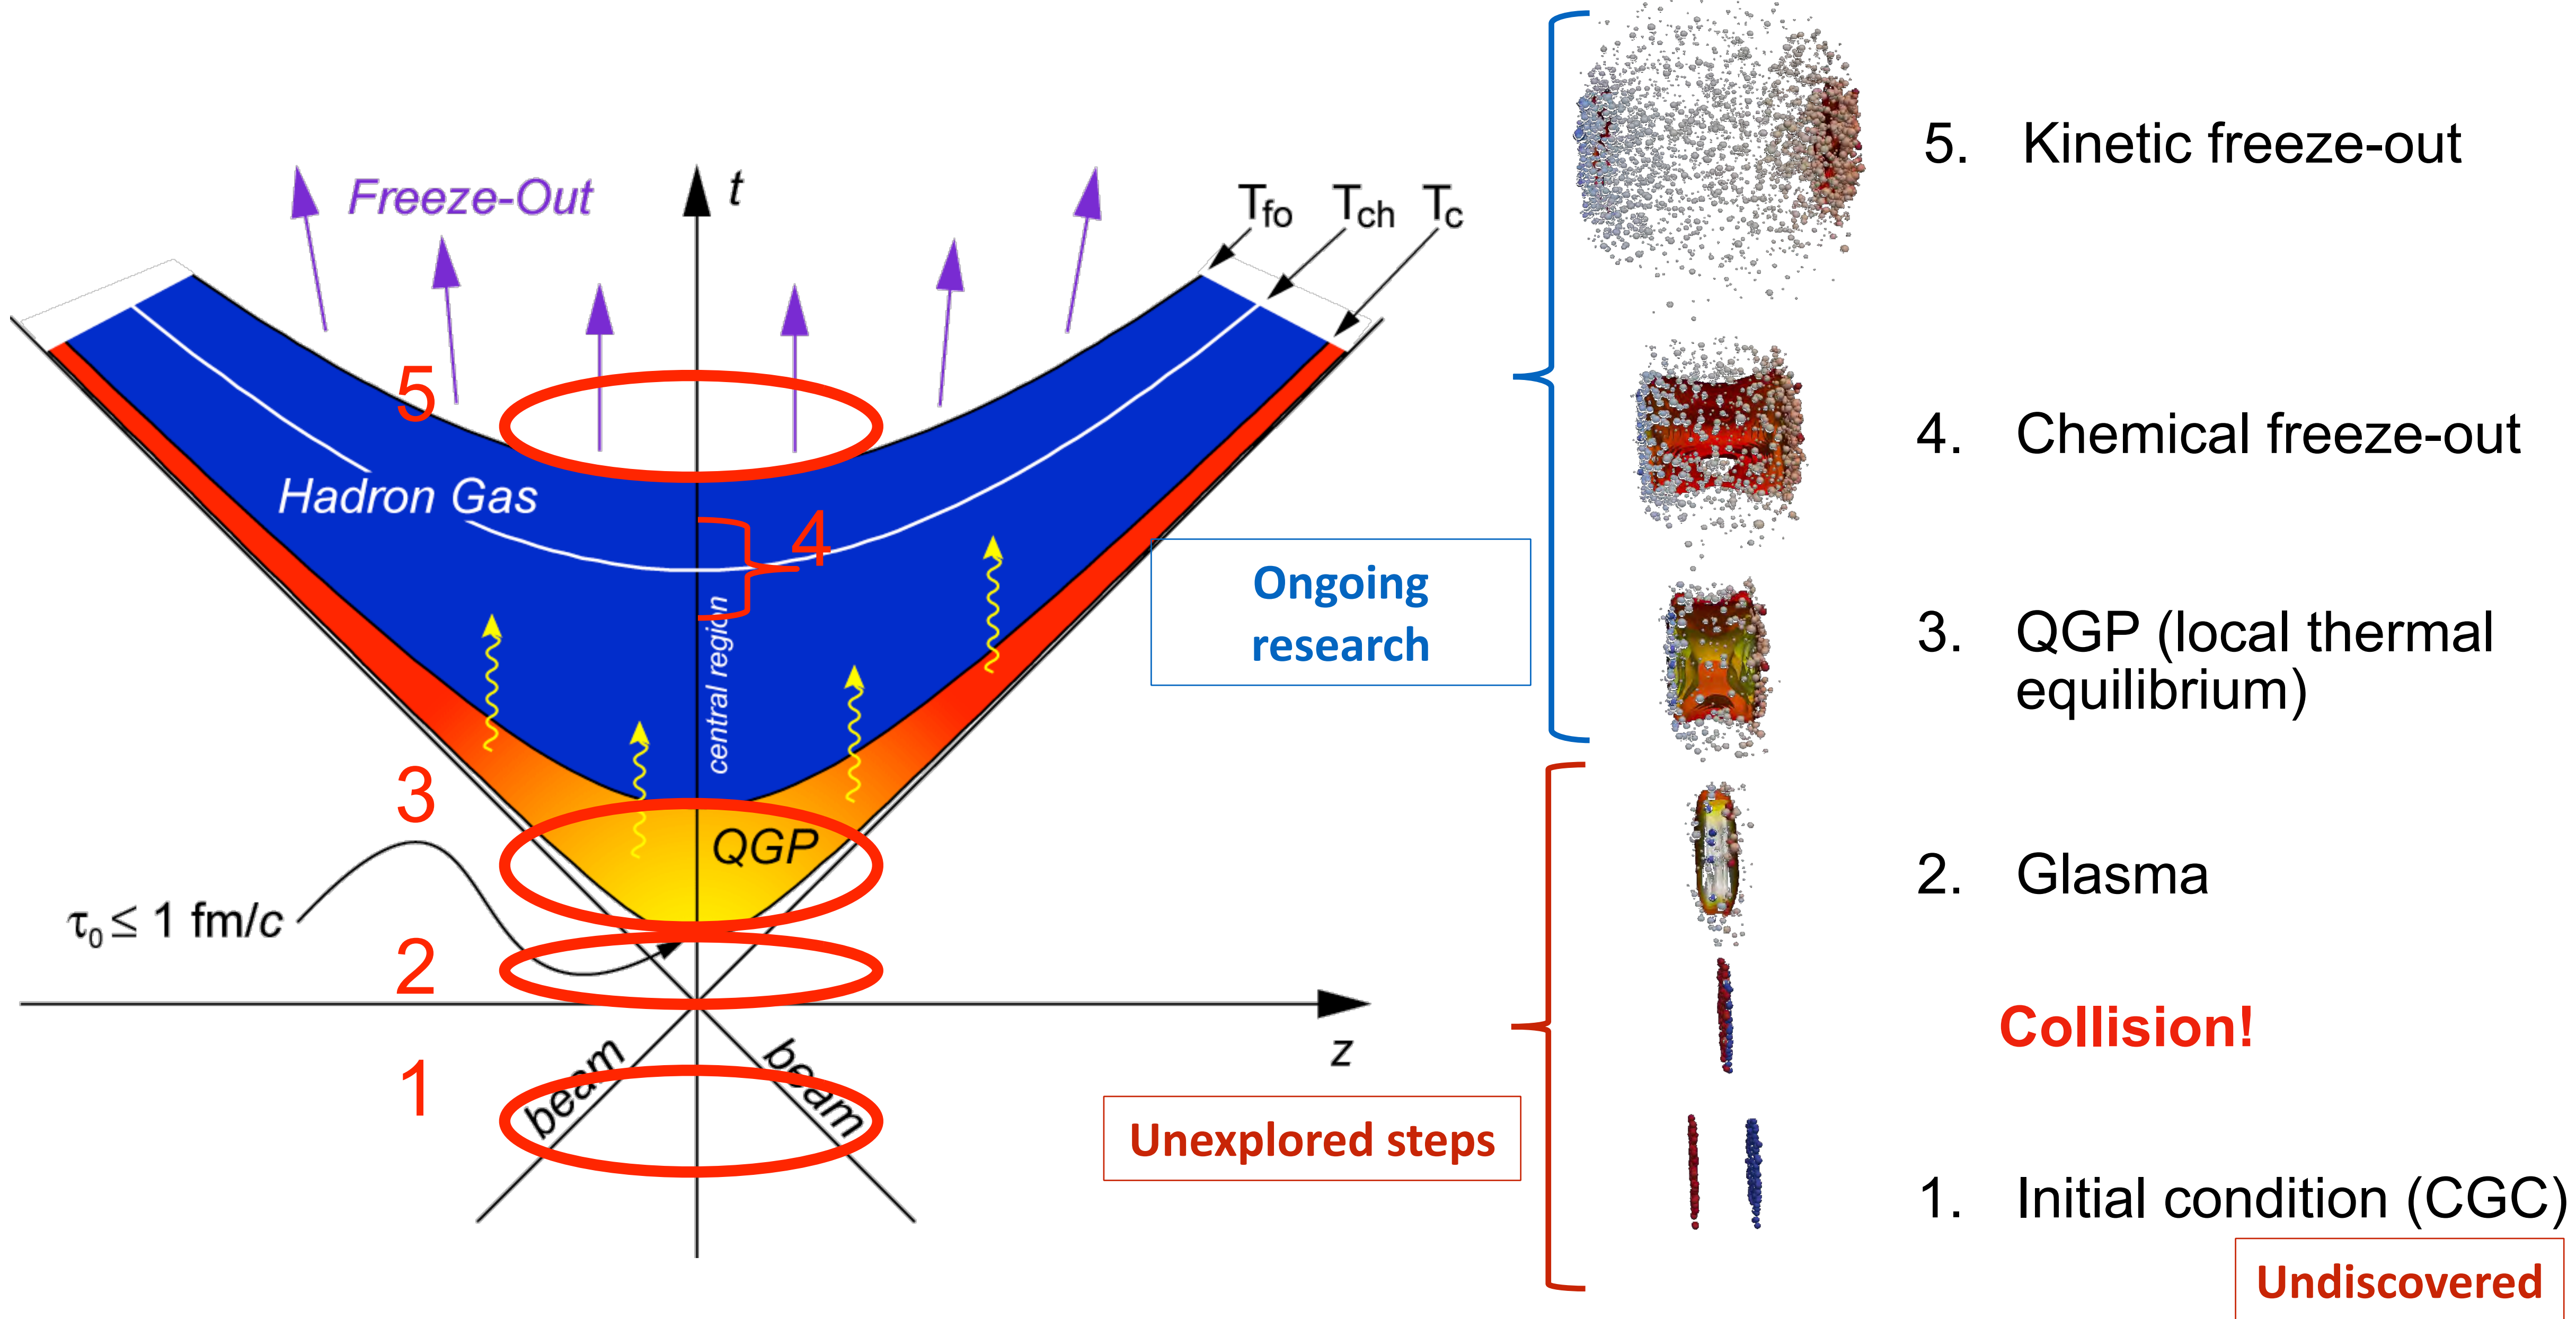 Freeze-Out
t
Tfo
Tch
Tc
5
Hadron Gas
4
central region
3
QGP
τ0 ≤ 1 fm/c
2
z
beam
beam
1
Ongoing
research
Unexplored steps
5. Kinetic freeze-out
4. Chemical freeze-out
3. QGP (local thermal
equilibrium)
2. Glasma
Collision!
1. Initial condition (CGC)
Undiscovered